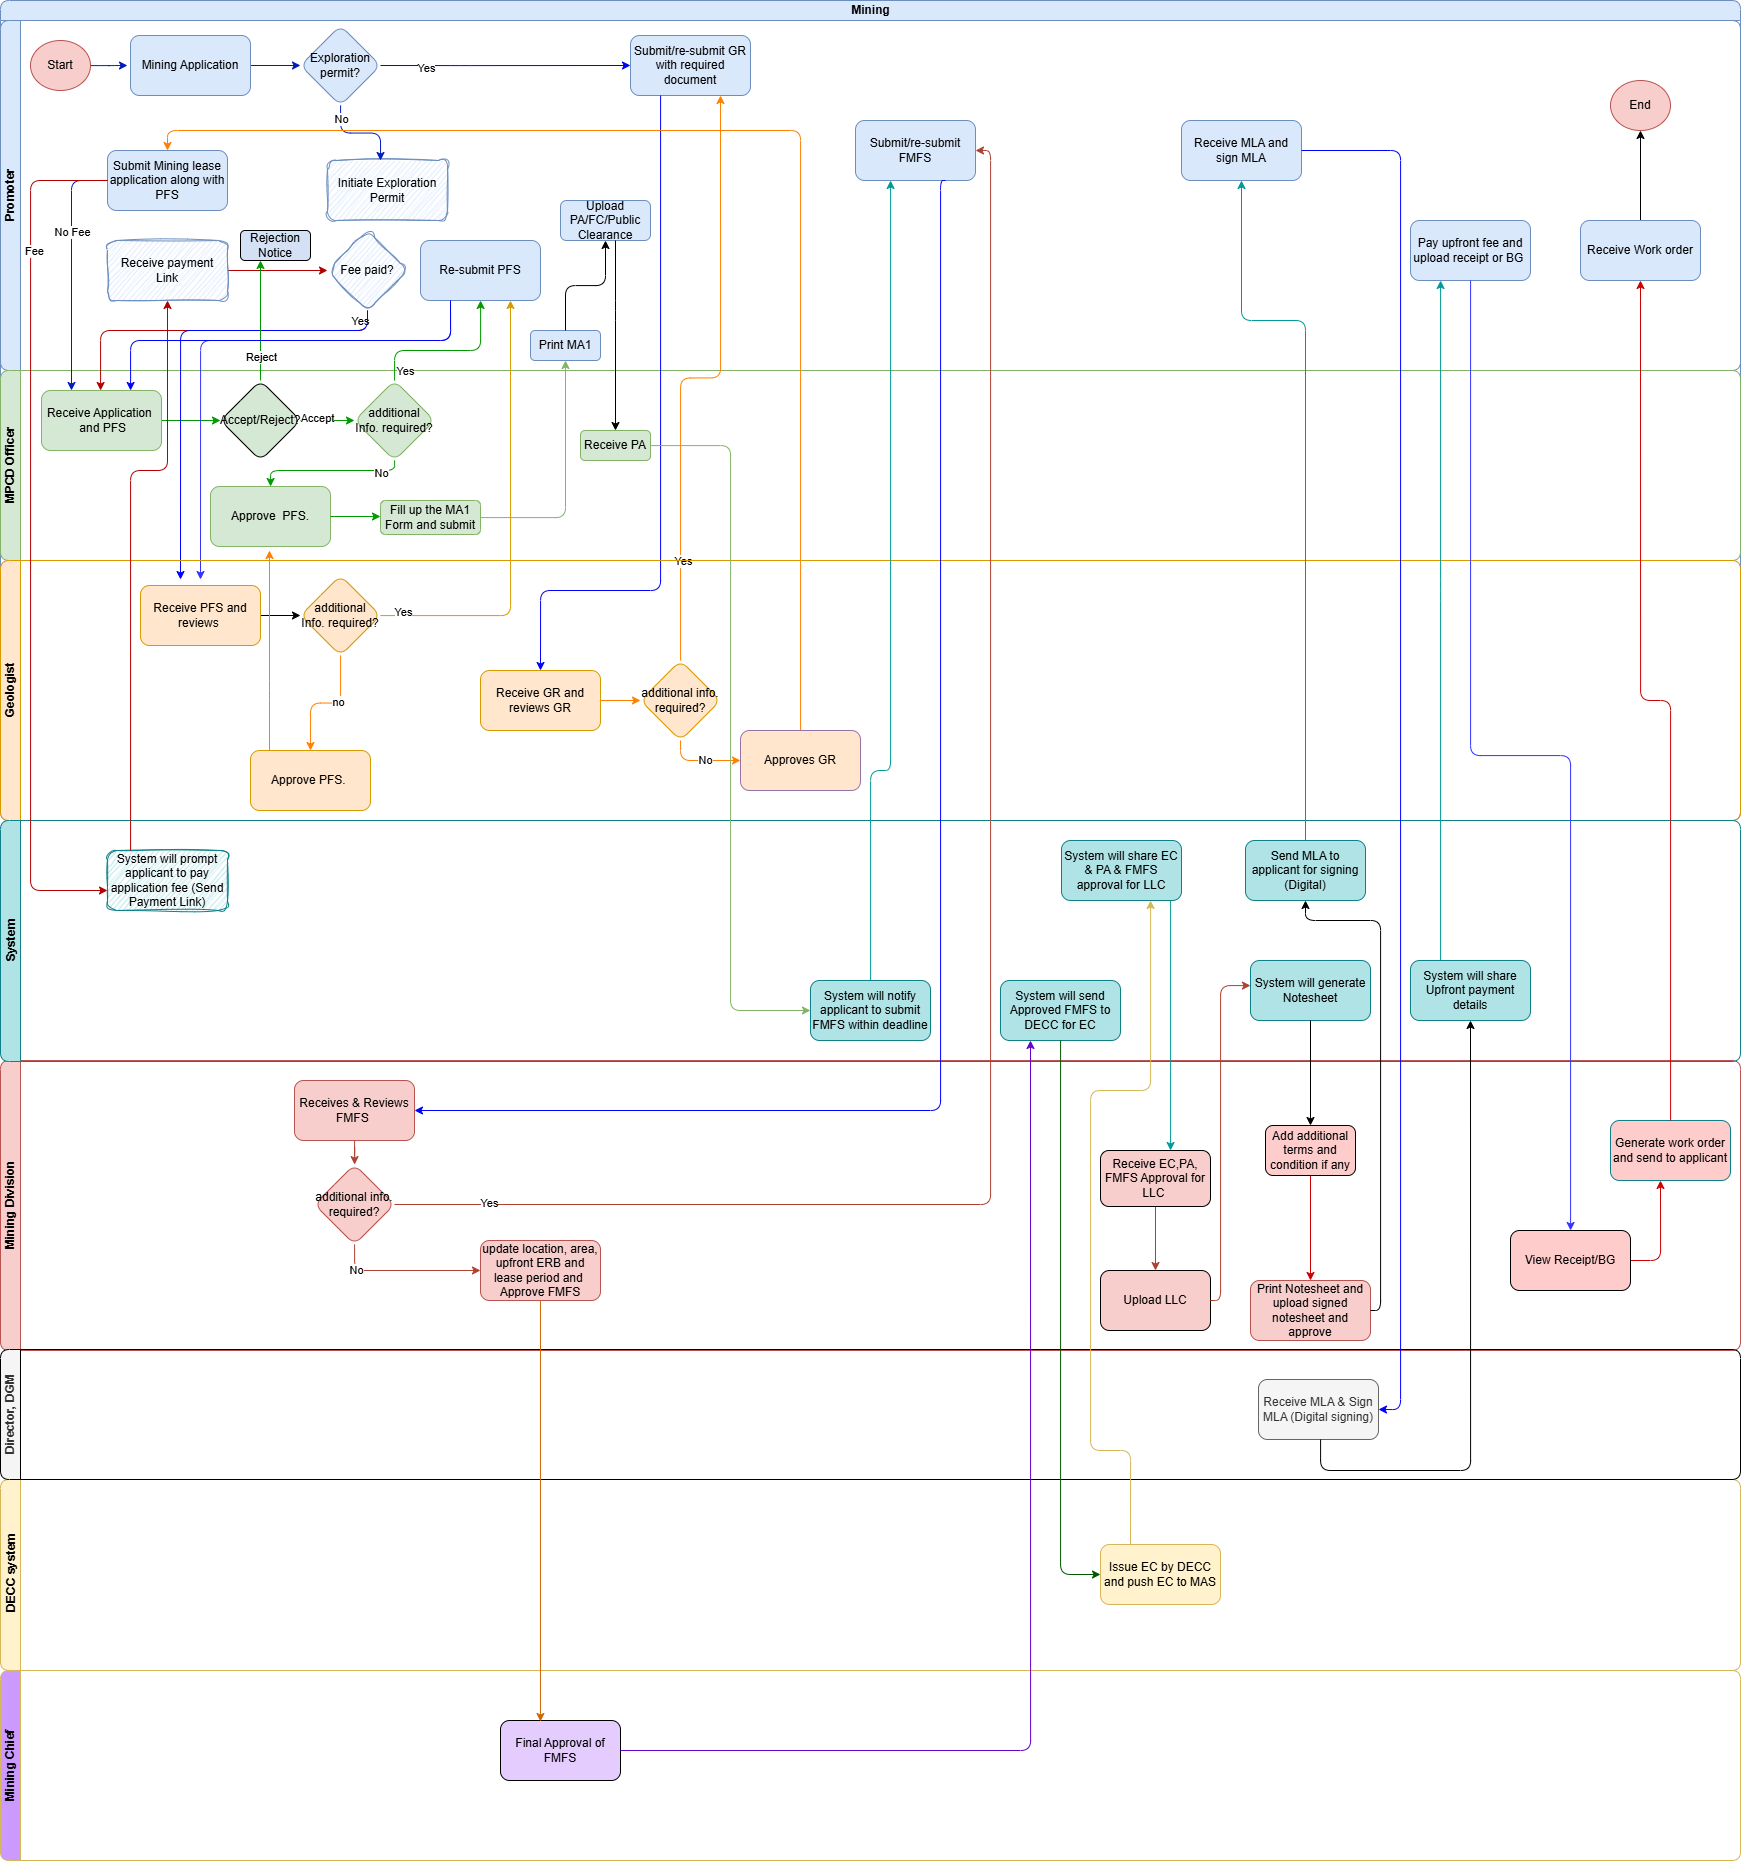 Mining
Promoter
Start
Mining Application
Exploration
permit?
Yes
No
Submit/re-submit GR
with required
document
End
Submit Mining lease
application along with
PFS
Initiate Exploration
Permit
Submit/re-submit
FMFS
Receive MLA and
sign MLA
No Fee
Fee
Receive payment
Link
Rejection
Notice
Fee paid?
Yes
Re-submit PFS
Upload
PA/FC/Public
Clearance
Print MA1
Pay upfront fee and
upload receipt or BG
Receive Work order
Reject
Yes
MPCD Officer
Receive Application
and PFS
Accept/Reject?
Accept
additional
Info. required?
No
Receive PA
Approve  PFS.
Fill up the MA1
Form and submit
Yes
Geologist
Receive PFS and
reviews
additional
Info. required?
Yes
no
Approve PFS.
Receive GR and
reviews GR
additional info.
required?
No
Approves GR
System
System will prompt
applicant to pay
application fee (Send
Payment Link)
System will share EC
& PA & FMFS
approval for LLC
Send MLA to
applicant for signing
(Digital)
System will notify
applicant to submit
FMFS within deadline
System will send
Approved FMFS to
DECC for EC
System will generate
Notesheet
System will share
Upfront payment
details
Mining Division
Receives & Reviews
FMFS
additional info.
required?
Yes
No
update location, area,
upfront ERB and
lease period and
Approve FMFS
Receive EC,PA,
FMFS Approval for
LLC
Upload LLC
Add additional
terms and
condition if any
Print Notesheet and
upload signed
notesheet and
approve
Generate work order
and send to applicant
View Receipt/BG
Director, DGM
Receive MLA & Sign
MLA (Digital signing)
DECC system
Issue EC by DECC
and push EC to MAS
Mining Chief
Final Approval of
FMFS